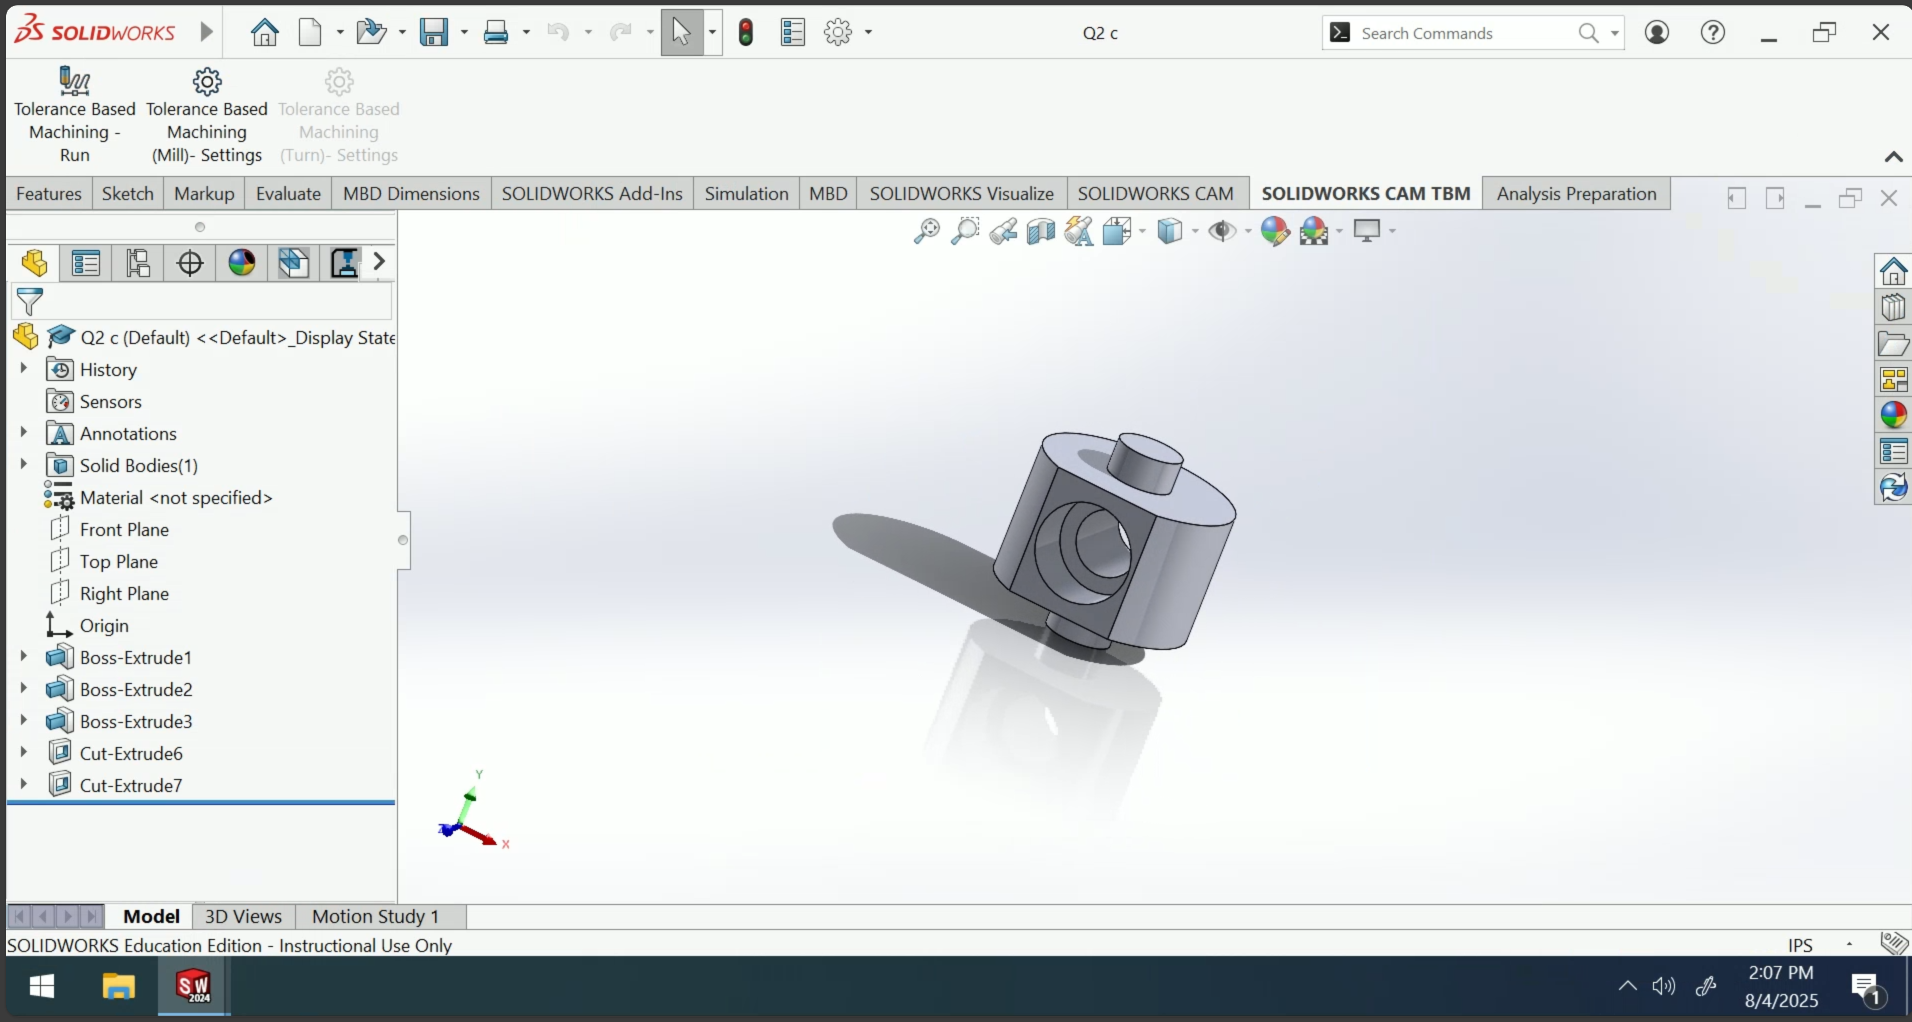 SOLIDWORKS
Q2 c
Search Commands
Tolerance Based Machining - Run
Tolerance Based Machining (Mill)- Settings
Tolerance Based Machining (Turn)- Settings
Features
Sketch
Markup
Evaluate
MBD Dimensions
SOLIDWORKS Add-Ins
Simulation
MBD
SOLIDWORKS Visualize
SOLIDWORKS CAM
SOLIDWORKS CAM TBM
Analysis Preparation
Q2 c (Default) <<Default>_Display State
History
Sensors
Annotations
Solid Bodies(1)
Material <not specified>
Front Plane
Top Plane
Right Plane
Origin
Boss-Extrude1
Boss-Extrude2
Boss-Extrude3
Cut-Extrude6
Cut-Extrude7
Y
Z
X
Model
3D Views
Motion Study 1
SOLIDWORKS Education Edition - Instructional Use Only
IPS
SW
2024
2:07 PM
8/4/2025
1